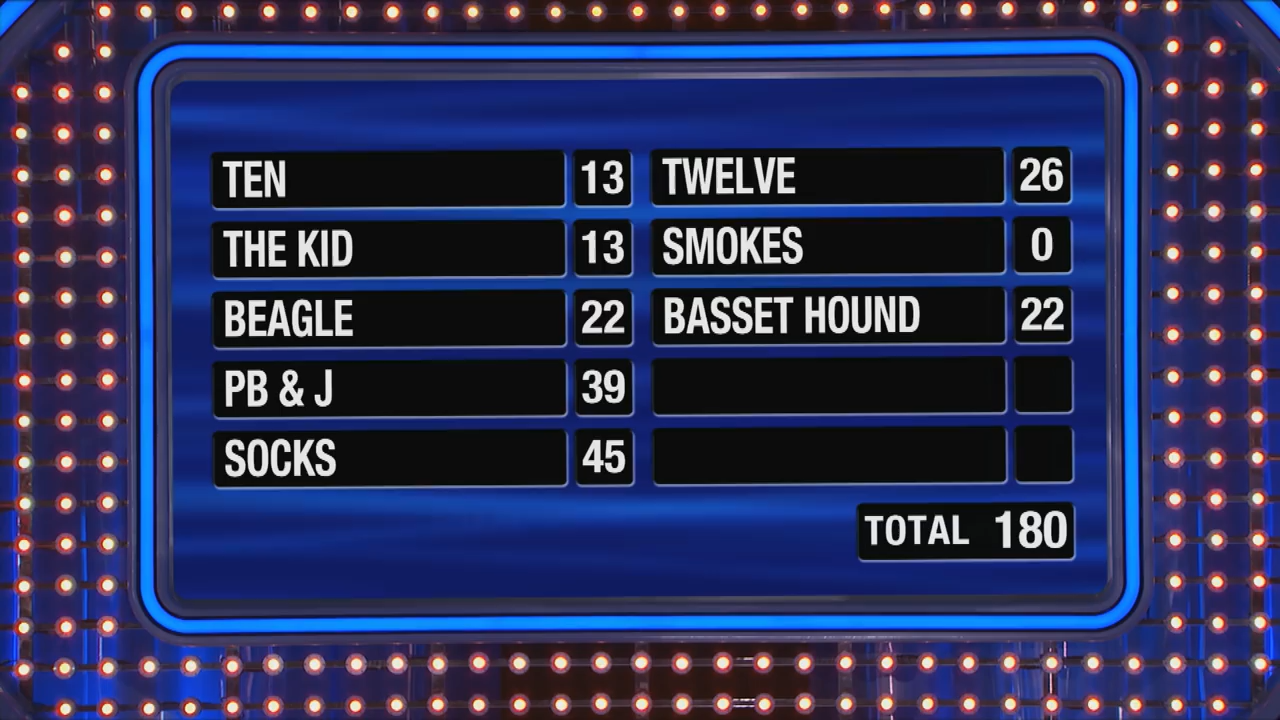 TEN 13 TWELVE 26
THE KID 13 SMOKES 0
BEAGLE 22 BASSET HOUND 22
PB & J 39
SOCKS 45
TOTAL 180